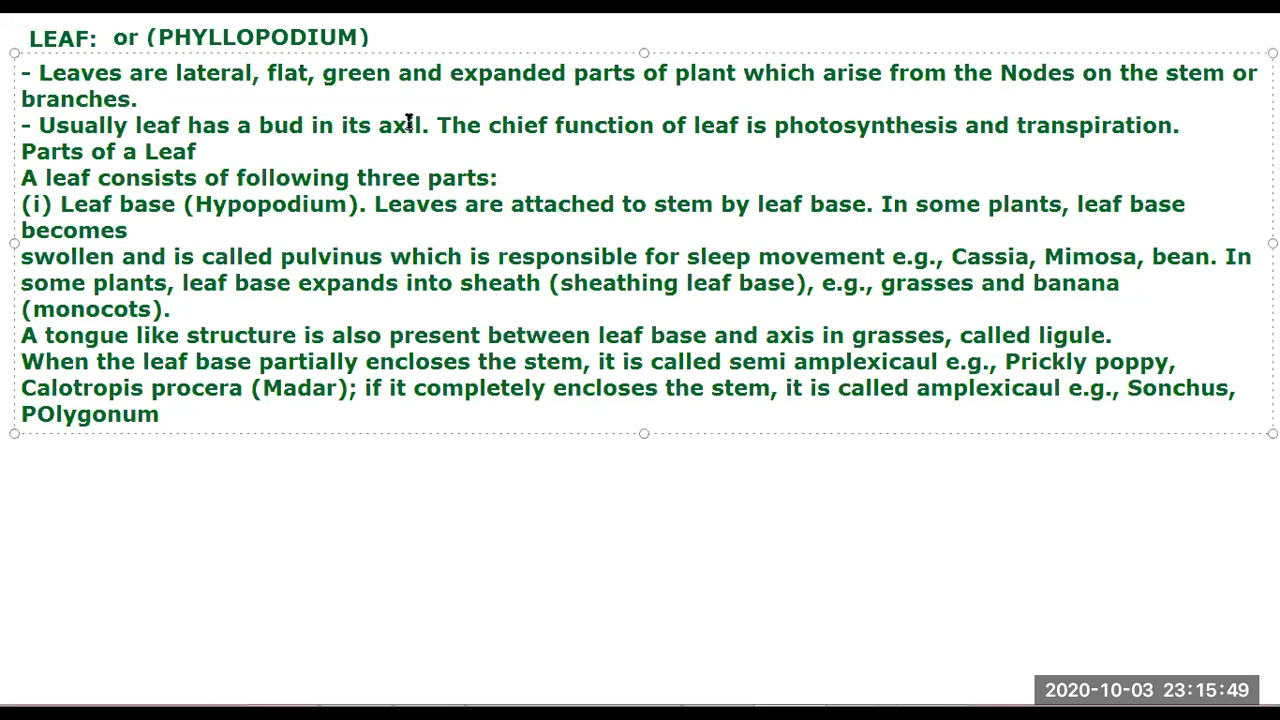 LEAF: or (PHYLLOPODIUM)
- Leaves are lateral, flat, green and expanded parts of plant which arise from the Nodes on the stem or
branches.
- Usually leaf has a bud in its axil. The chief function of leaf is photosynthesis and transpiration.
Parts of a Leaf
A leaf consists of following three parts:
(i) Leaf base (Hypopodium). Leaves are attached to stem by leaf base. In some plants, leaf base
becomes
swollen and is called pulvinus which is responsible for sleep movement e.g., Cassia, Mimosa, bean. In
some plants, leaf base expands into sheath (sheathing leaf base), e.g., grasses and banana
(monocots).
A tongue like structure is also present between leaf base and axis in grasses, called ligule.
When the leaf base partially encloses the stem, it is called semi amplexicaul e.g., Prickly poppy,
Calotropis procera (Madar); if it completely encloses the stem, it is called amplexicaul e.g., Sonchus,
POlygonum
2020-10-03 23:15:49